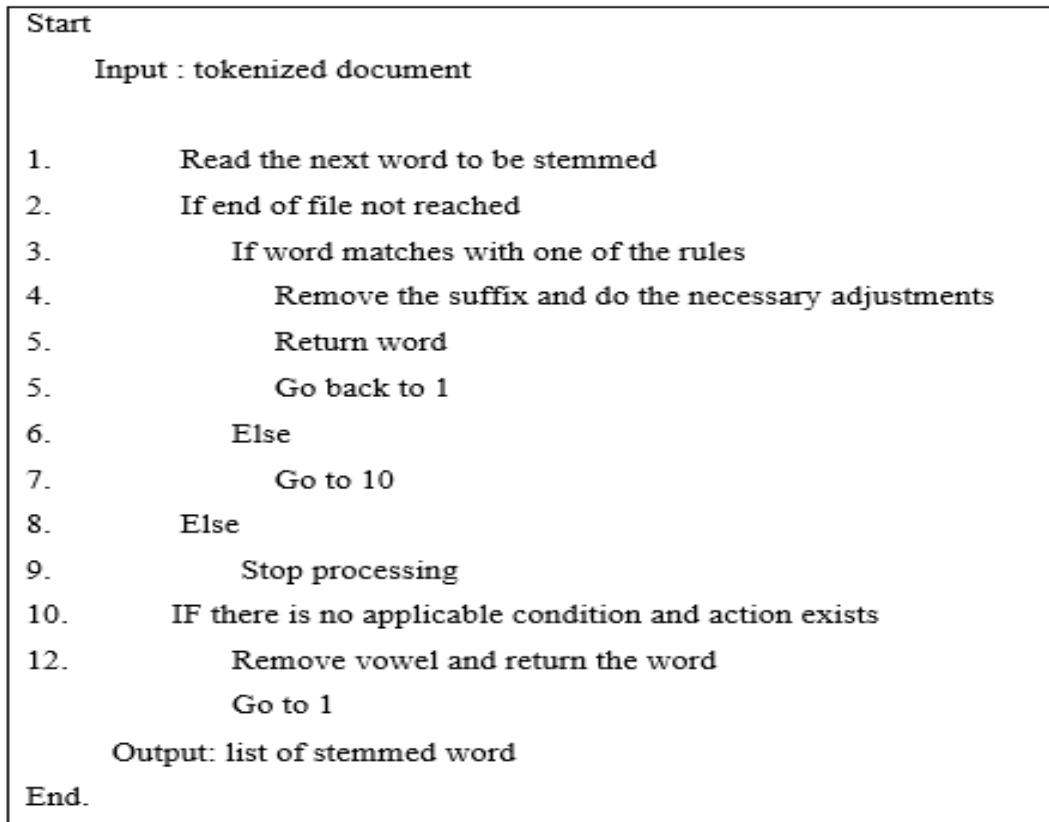 Start
Input : tokenized document
1. Read the next word to be stemmed
2. If end of file not reached
3. If word matches with one of the rules
4. Remove the suffix and do the necessary adjustments
5. Return word
5. Go back to 1
6. Else
7. Go to 10
8. Else
9. Stop processing
10. IF there is no applicable condition and action exists
12. Remove vowel and return the word
Go to 1
Output: list of stemmed word
End.